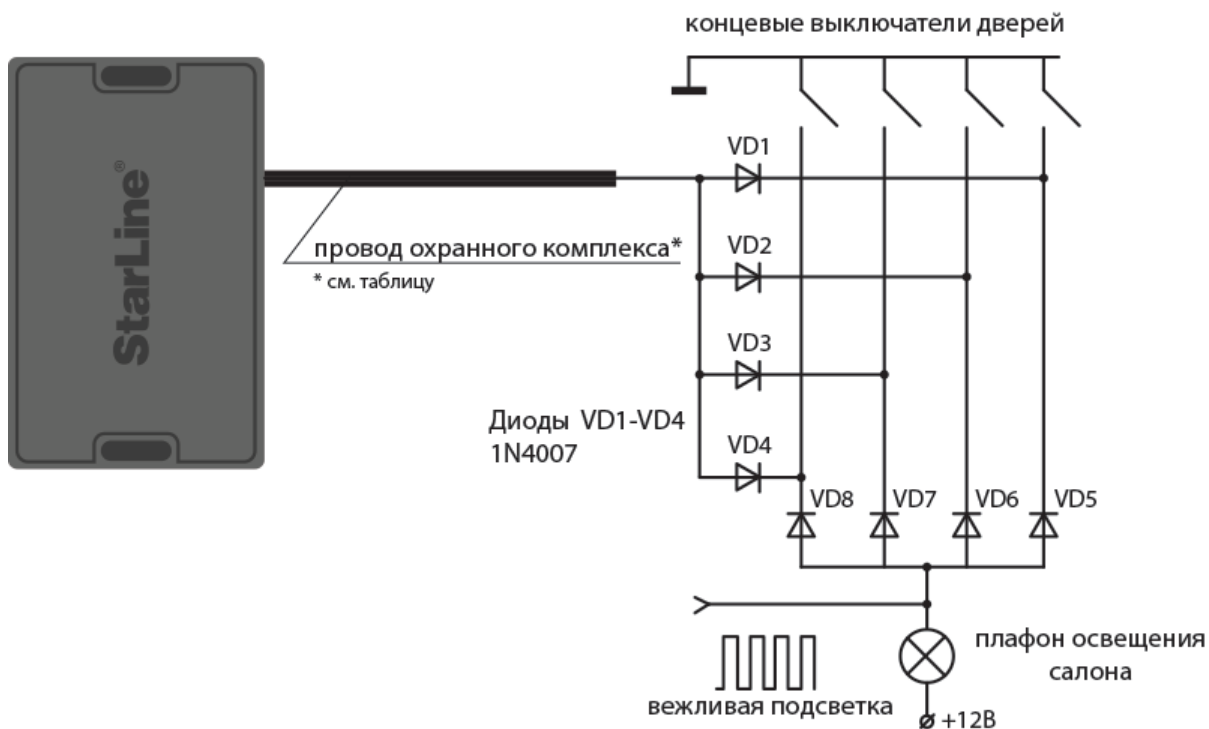 концевые выключатели дверей
StarLine®
VD1
провод охранного комплекса*
* см. таблицу
VD2
VD3
Диоды VD1-VD4
1N4007
VD4
VD8
VD7
VD6
VD5
плафон освещения
салона
вежливая подсветка
+12В